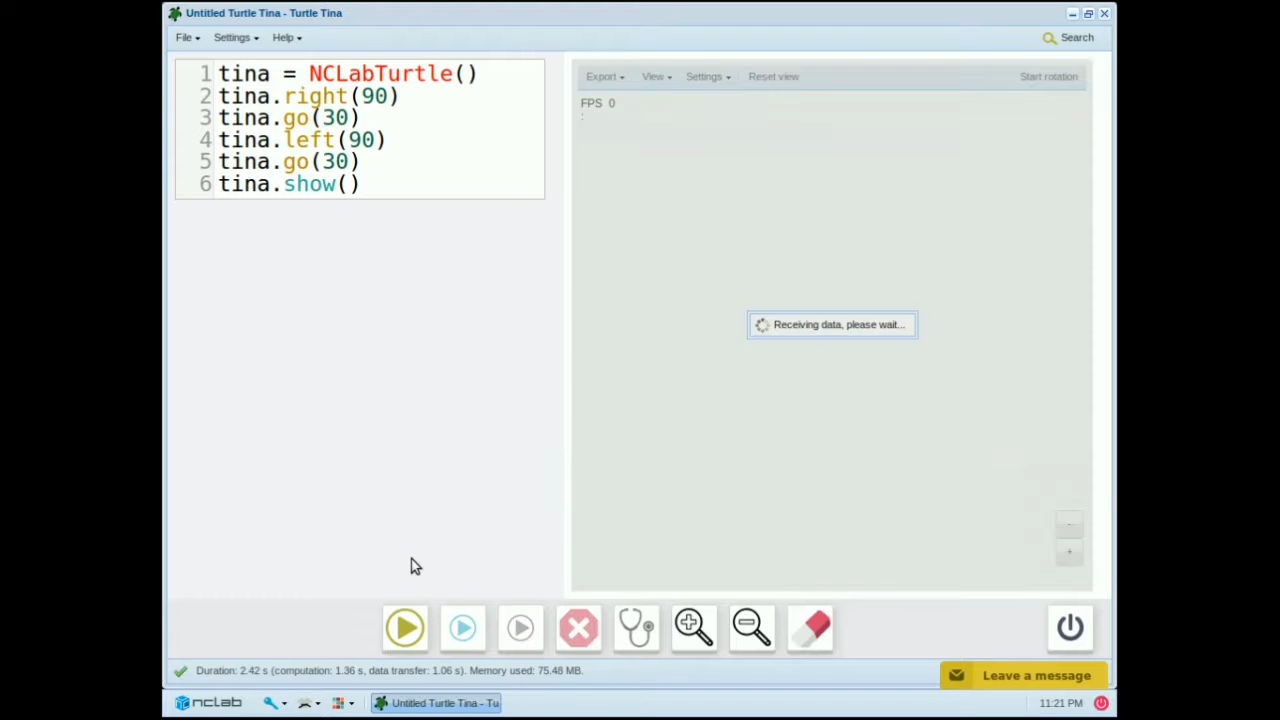 Untitled Turtle Tina - Turtle Tina
File Settings Help Search
1 tina = NCLabTurtle()
2 tina.right(90)
3 tina.go(30)
4 tina.left(90)
5 tina.go(30)
6 tina.show()
Export View Settings Reset view Start rotation
FPS 0
:
Receiving data, please wait...
-
+
Duration: 2.42 s (computation: 1.36 s, data transfer: 1.06 s). Memory used: 75.48 MB.
Leave a message
nclab Untitled Turtle Tina - Tu 11:21 PM